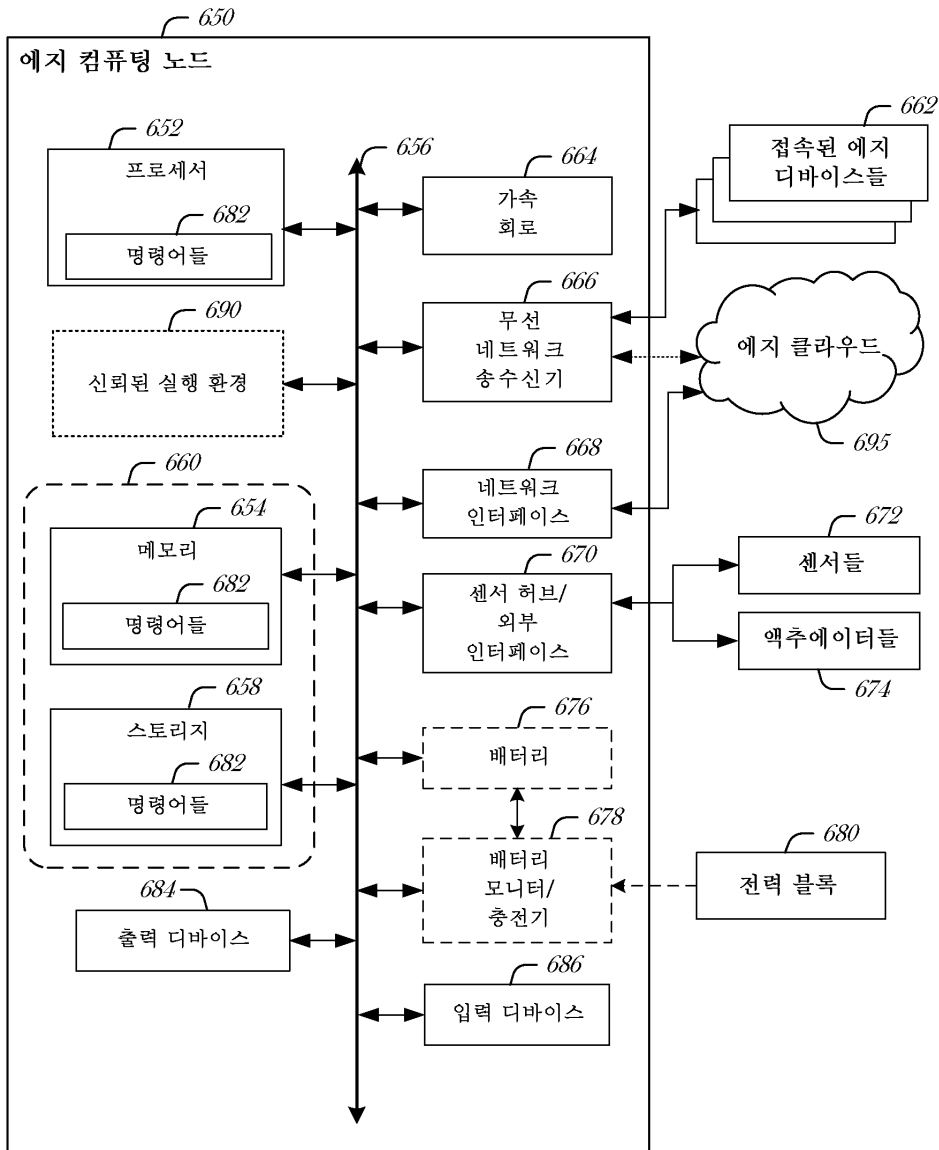 650
에지 컴퓨팅 노드
652
프로세서
682
명령어들
690
신뢰된 실행 환경
660
654
메모리
682
명령어들
658
스토리지
682
명령어들
684
출력 디바이스
656
664
가속
회로
666
무선
네트워크
송수신기
668
네트워크
인터페이스
670
센서 허브/
외부
인터페이스
676
배터리
678
배터리
모니터/
충전기
686
입력 디바이스
662
접속된 에지
디바이스들
에지 클라우드
695
672
센서들
액추에이터들
674
680
전력 블록